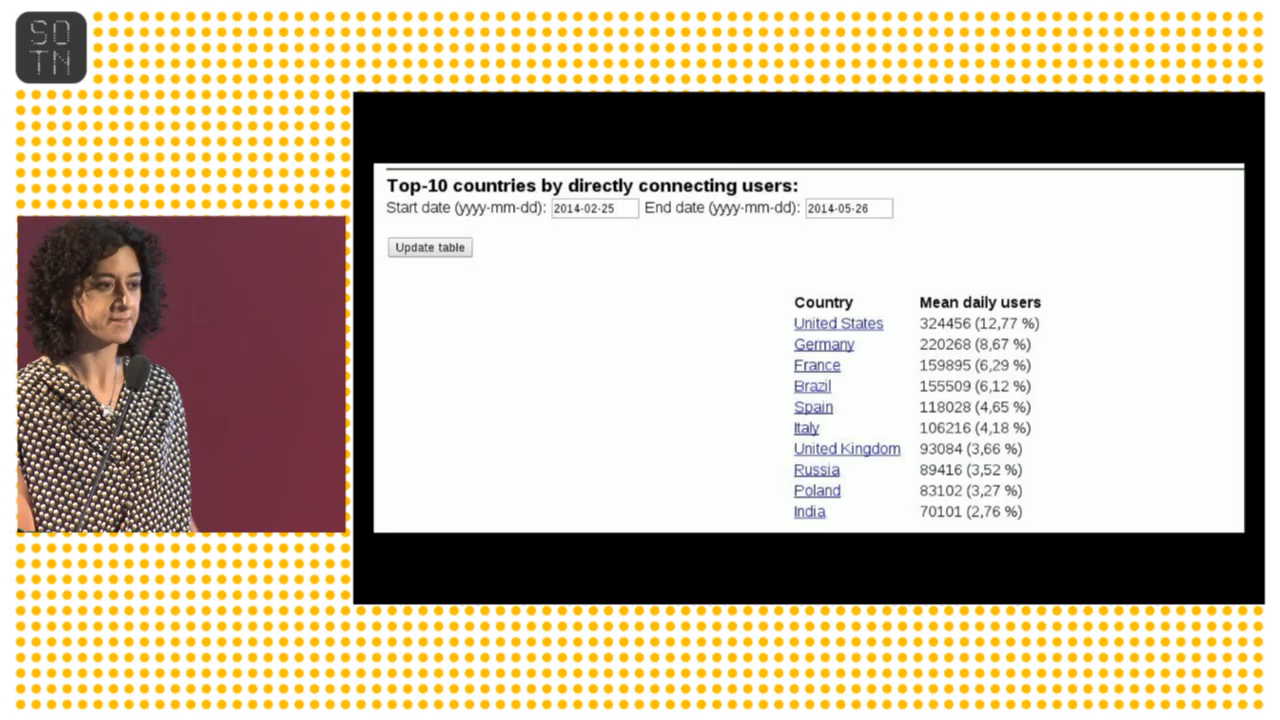 SO
TN
Top-10 countries by directly connecting users:
Start date (yyyy-mm-dd): 2014-02-25 End date (yyyy-mm-dd): 2014-05-26
Update table
Country Mean daily users
United States 324456 (12,77 %)
Germany 220268 (8,67 %)
France 159895 (6,29 %)
Brazil 155509 (6,12 %)
Spain 118028 (4,65 %)
Italy 106216 (4,18 %)
United Kingdom 93084 (3,66 %)
Russia 89416 (3,52 %)
Poland 83102 (3,27 %)
India 70101 (2,76 %)